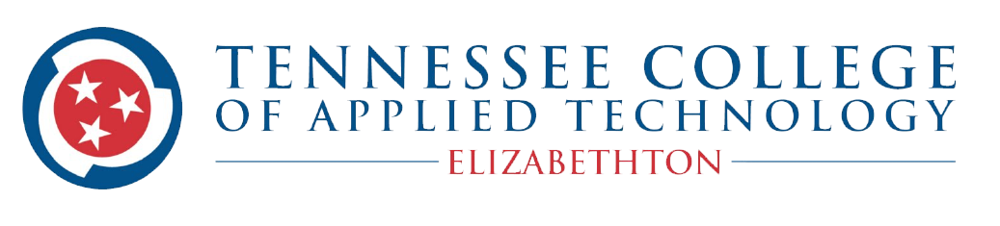 TENNESSEE COLLEGE
OF APPLIED TECHNOLOGY
ELIZABETHTON